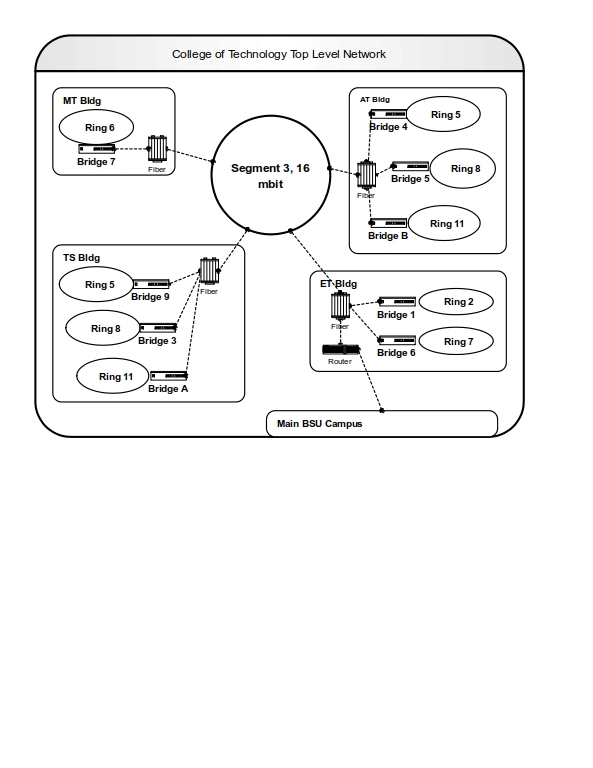 College of Technology Top Level Network
MT Bldg
Ring 6
Bridge 7
Fiber
Segment 3, 16
mbit
AT Bldg
Ring 5
Bridge 4
Ring 8
Bridge 5
Fiber
Ring 11
Bridge B
TS Bldg
Ring 5
Bridge 9
Fiber
Ring 8
Bridge 3
Ring 11
Bridge A
ET Bldg
Ring 2
Bridge 1
Fiber
Ring 7
Bridge 6
Router
Main BSU Campus